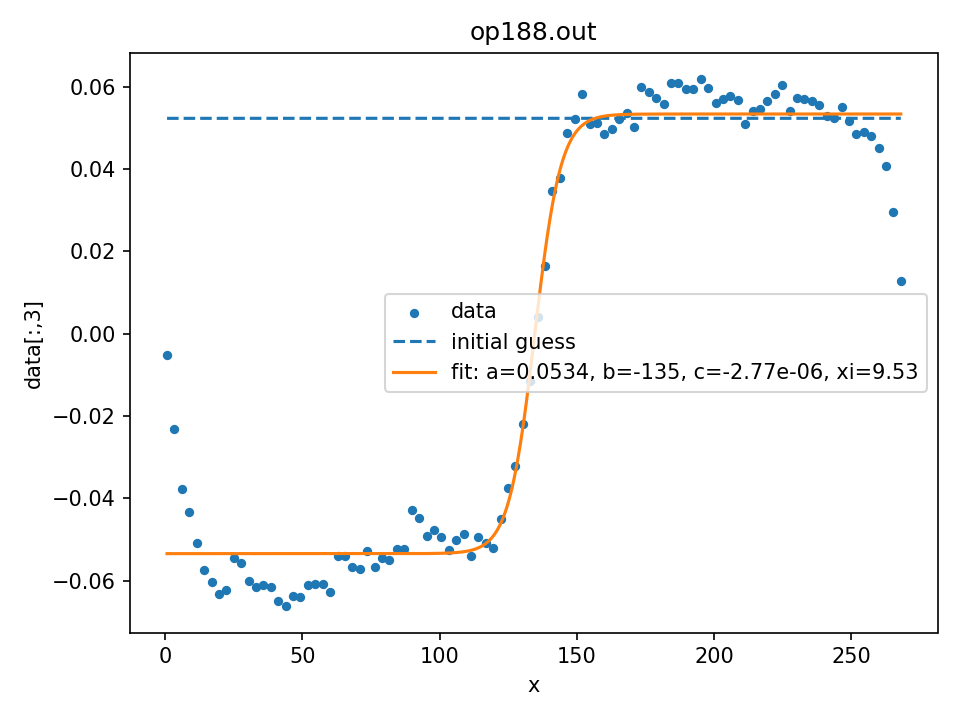 op188.out
0.06
0.04
0.02
0.00
−0.02
−0.04
−0.06
data[:,3]
data
initial guess
fit: a=0.0534, b=-135, c=-2.77e-06, xi=9.53
0 50 100 150 200 250
x